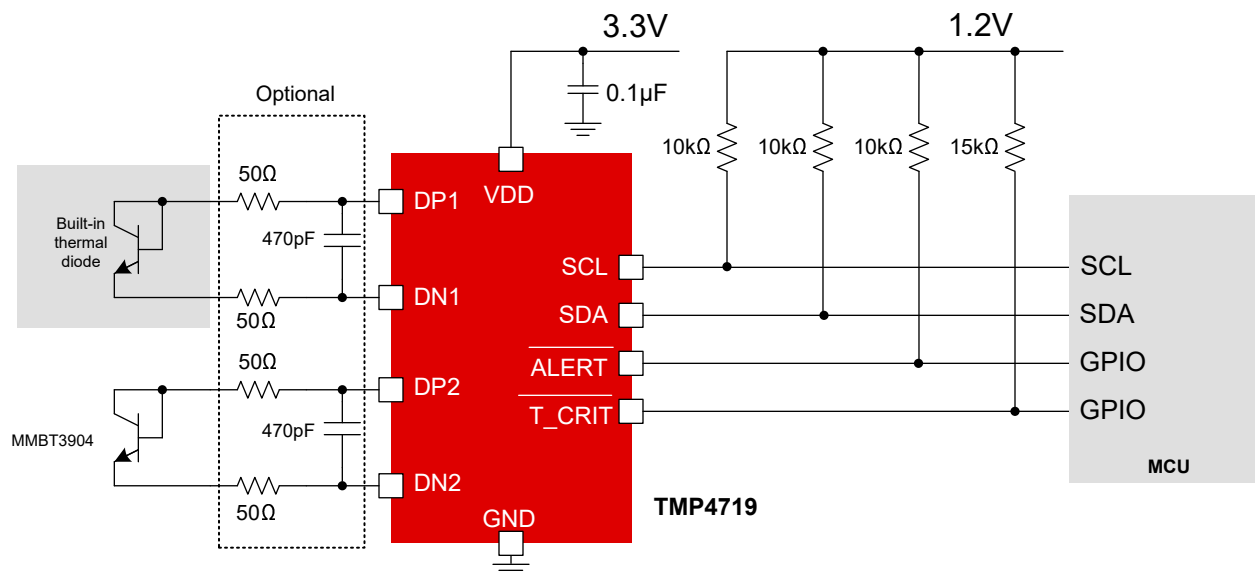 3.3V
1.2V
Optional
0.1µF
10kΩ
10kΩ
10kΩ
15kΩ
50Ω
DP1
VDD
Built-in
thermal
diode
470pF
SCL
SCL
50Ω
DN1
SDA
SDA
50Ω
DP2
ALERT
GPIO
MMBT3904
470pF
T_CRIT
GPIO
MCU
50Ω
DN2
GND
TMP4719